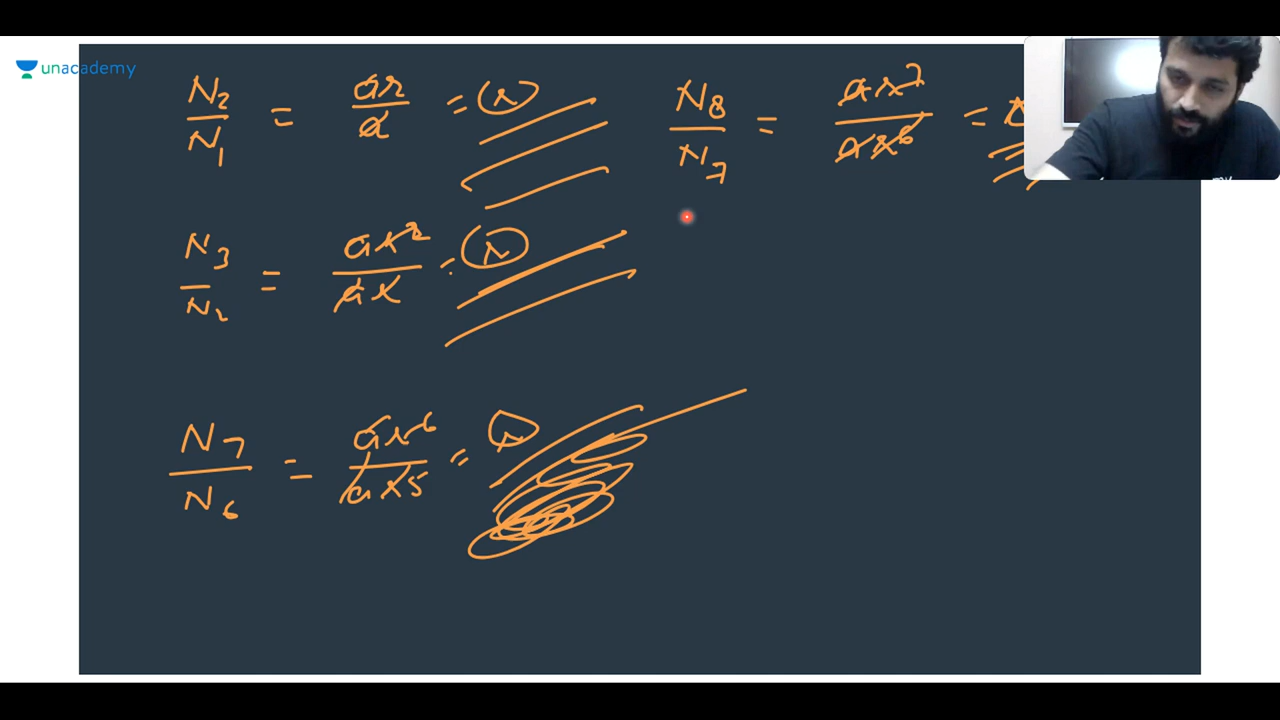 unacademy
N₂/N₁ = ar/a = r
N₈/N₇ = ar⁷/ar⁶ = r
N₃/N₂ = ar²/ar = r
N₇/N₆ = ar⁶/ar⁵ = r